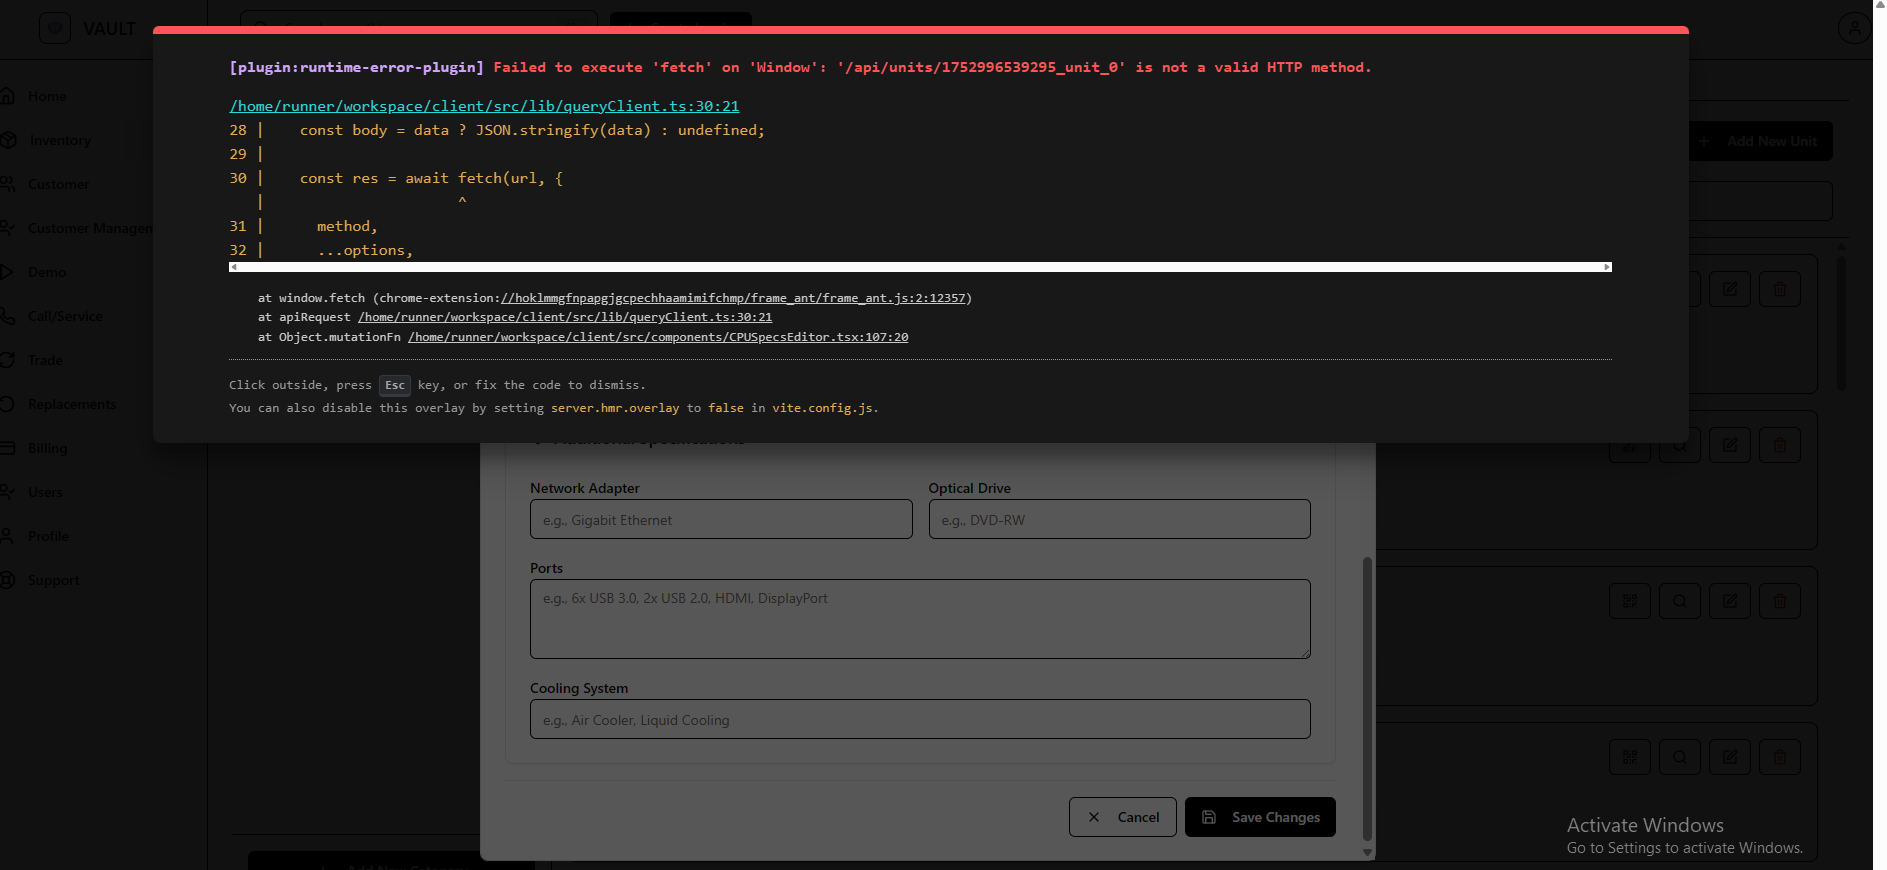 VAULT
[plugin:runtime-error-plugin] Failed to execute 'fetch' on 'Window': '/api/units/1752996539295_unit_0' is not a valid HTTP method.
/home/runner/workspace/client/src/lib/queryClient.ts:30:21
28 |    const body = data ? JSON.stringify(data) : undefined;
29 |
30 |    const res = await fetch(url, {
   |                      ^
31 |      method,
32 |      ...options,
at window.fetch (chrome-extension://hoklmmgfnpapgjgcpechhaamimifchmp/frame_ant/frame_ant.js:2:12357)
at apiRequest /home/runner/workspace/client/src/lib/queryClient.ts:30:21
at Object.mutationFn /home/runner/workspace/client/src/components/CPUSpecsEditor.tsx:107:20
Click outside, press Esc key, or fix the code to dismiss.
You can also disable this overlay by setting server.hmr.overlay to false in vite.config.js.
Home
Inventory
Customer
Customer Managen
Demo
Call/Service
Trade
Replacements
Billing
Users
Profile
Support
+ Add New Unit
Additional Specifications
Network Adapter
e.g., Gigabit Ethernet
Optical Drive
e.g., DVD-RW
Ports
e.g., 6x USB 3.0, 2x USB 2.0, HDMI, DisplayPort
Cooling System
e.g., Air Cooler, Liquid Cooling
Cancel
Save Changes
Activate Windows
Go to Settings to activate Windows.